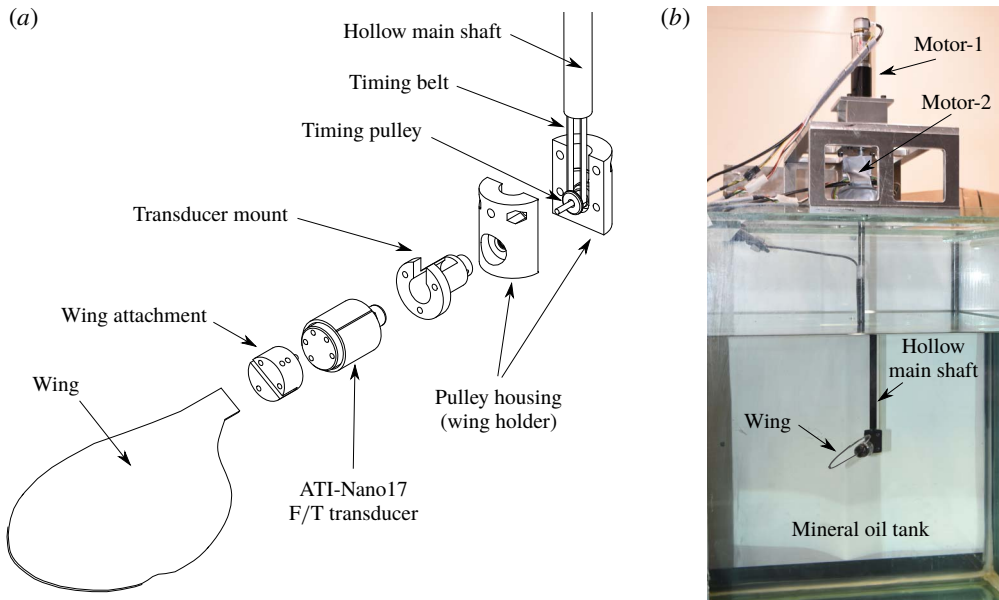 (a)
Hollow main shaft
Timing belt
Timing pulley
Transducer mount
Wing attachment
Wing
Pulley housing
(wing holder)
ATI-Nano17
F/T transducer
(b)
Motor-1
Motor-2
Hollow
main shaft
Wing
Mineral oil tank